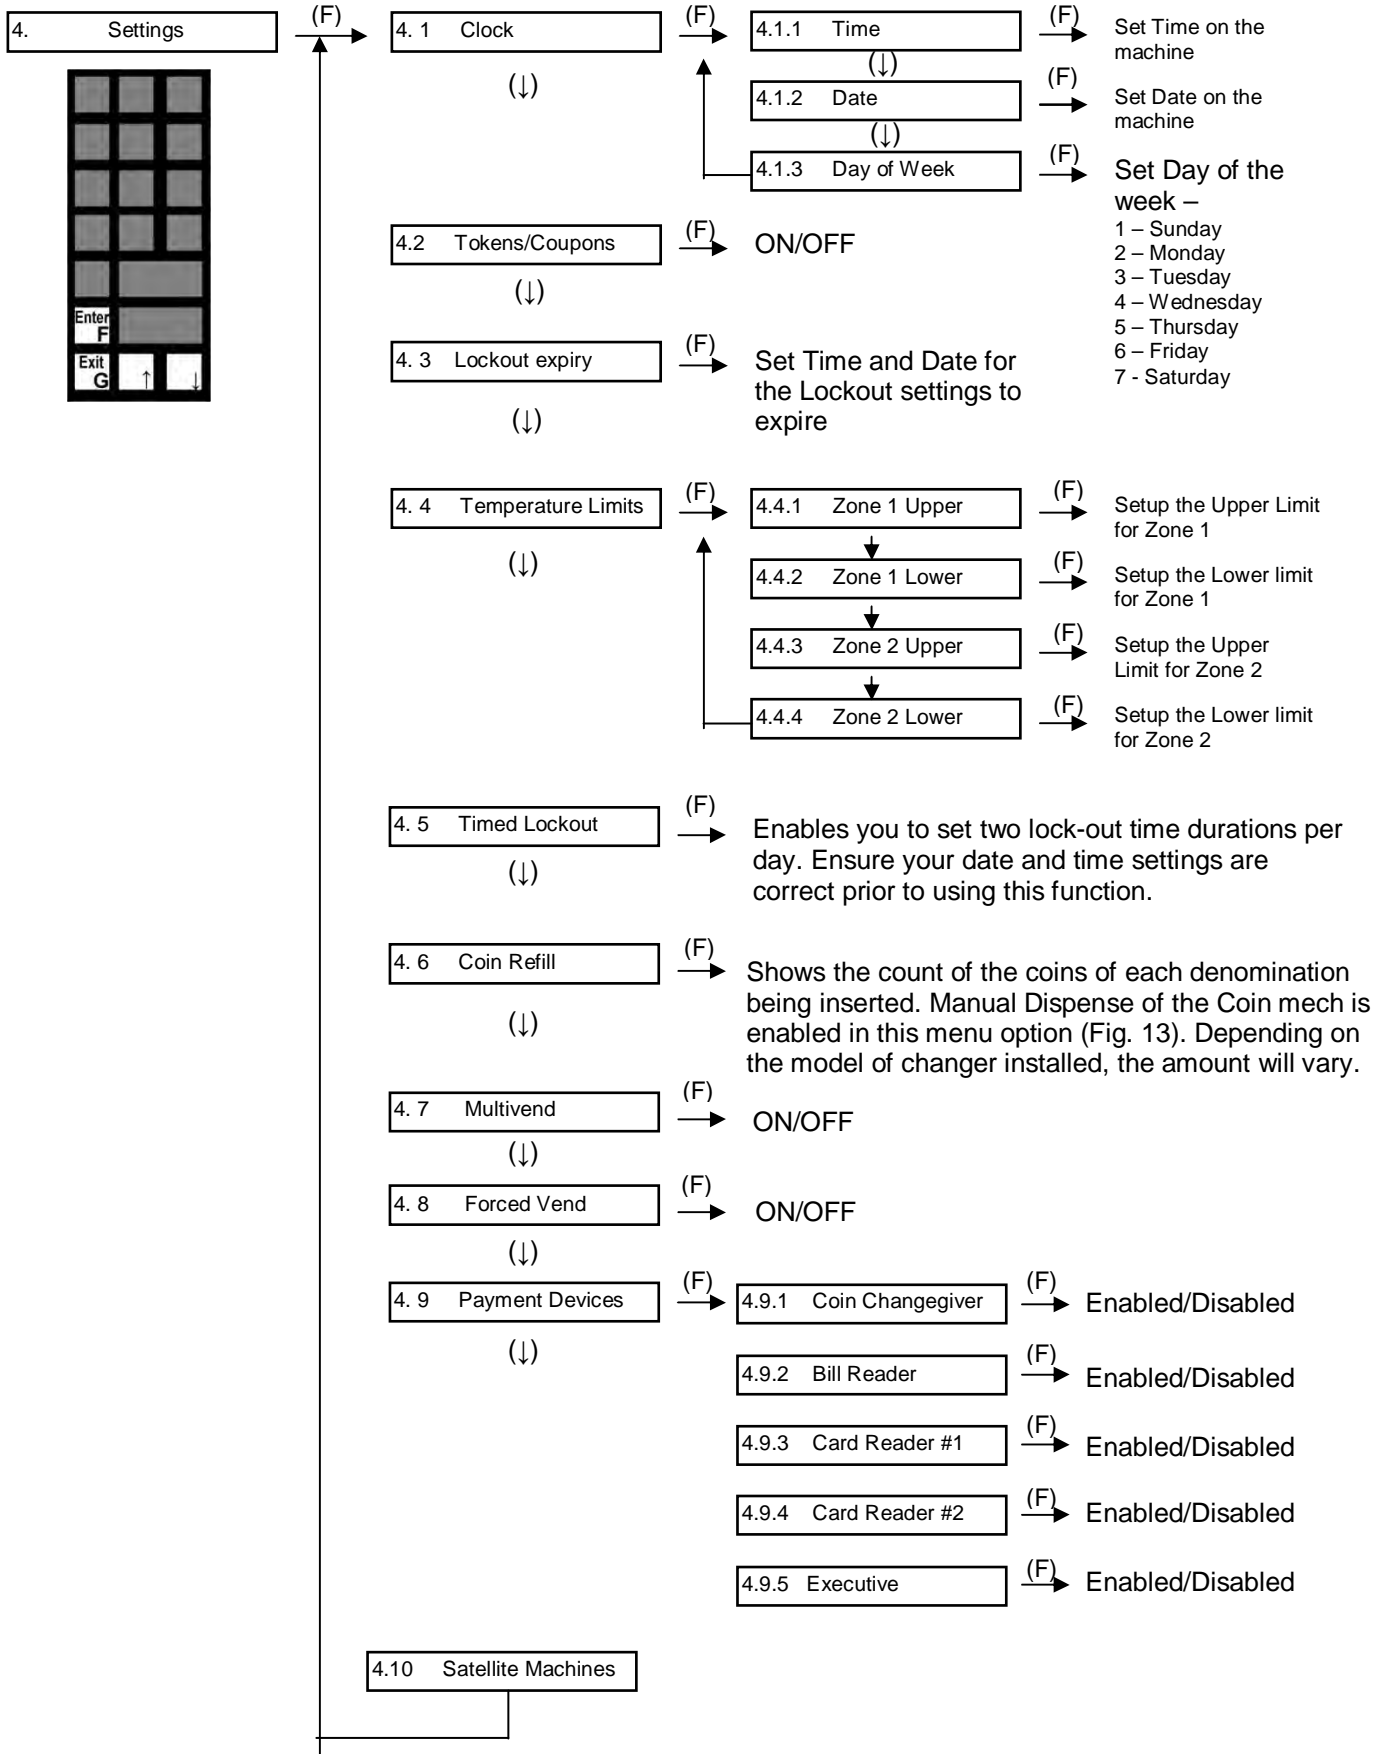 4. Settings
(F)
4. 1 Clock
(F)
4.1.1 Time
(F)
Set Time on the
machine
(↓)
(↓)
4.1.2 Date
(F)
Set Date on the
machine
(↓)
4.1.3 Day of Week
(F)
Set Day of the
week –
1 – Sunday
2 – Monday
3 – Tuesday
4 – Wednesday
5 – Thursday
6 – Friday
7 - Saturday
Enter
F
Exit
G ↑ ↓
4.2 Tokens/Coupons
(F)
ON/OFF
(↓)
4. 3 Lockout expiry
(F)
Set Time and Date for
the Lockout settings to
expire
(↓)
4. 4 Temperature Limits
(F)
4.4.1 Zone 1 Upper
(F)
Setup the Upper Limit
for Zone 1
(↓)
4.4.2 Zone 1 Lower
(F)
Setup the Lower limit
for Zone 1
4.4.3 Zone 2 Upper
(F)
Setup the Upper
Limit for Zone 2
4.4.4 Zone 2 Lower
(F)
Setup the Lower limit
for Zone 2
4. 5 Timed Lockout
(F)
Enables you to set two lock-out time durations per
day. Ensure your date and time settings are
correct prior to using this function.
(↓)
4. 6 Coin Refill
(F)
Shows the count of the coins of each denomination
being inserted. Manual Dispense of the Coin mech is
enabled in this menu option (Fig. 13). Depending on
the model of changer installed, the amount will vary.
(↓)
4. 7 Multivend
(F)
ON/OFF
(↓)
4. 8 Forced Vend
(F)
ON/OFF
(↓)
4. 9 Payment Devices
(F)
4.9.1 Coin Changegiver
(F)
Enabled/Disabled
(↓)
4.9.2 Bill Reader
(F)
Enabled/Disabled
4.9.3 Card Reader #1
(F)
Enabled/Disabled
4.9.4 Card Reader #2
(F)
Enabled/Disabled
4.9.5 Executive
(F)
Enabled/Disabled
4.10 Satellite Machines